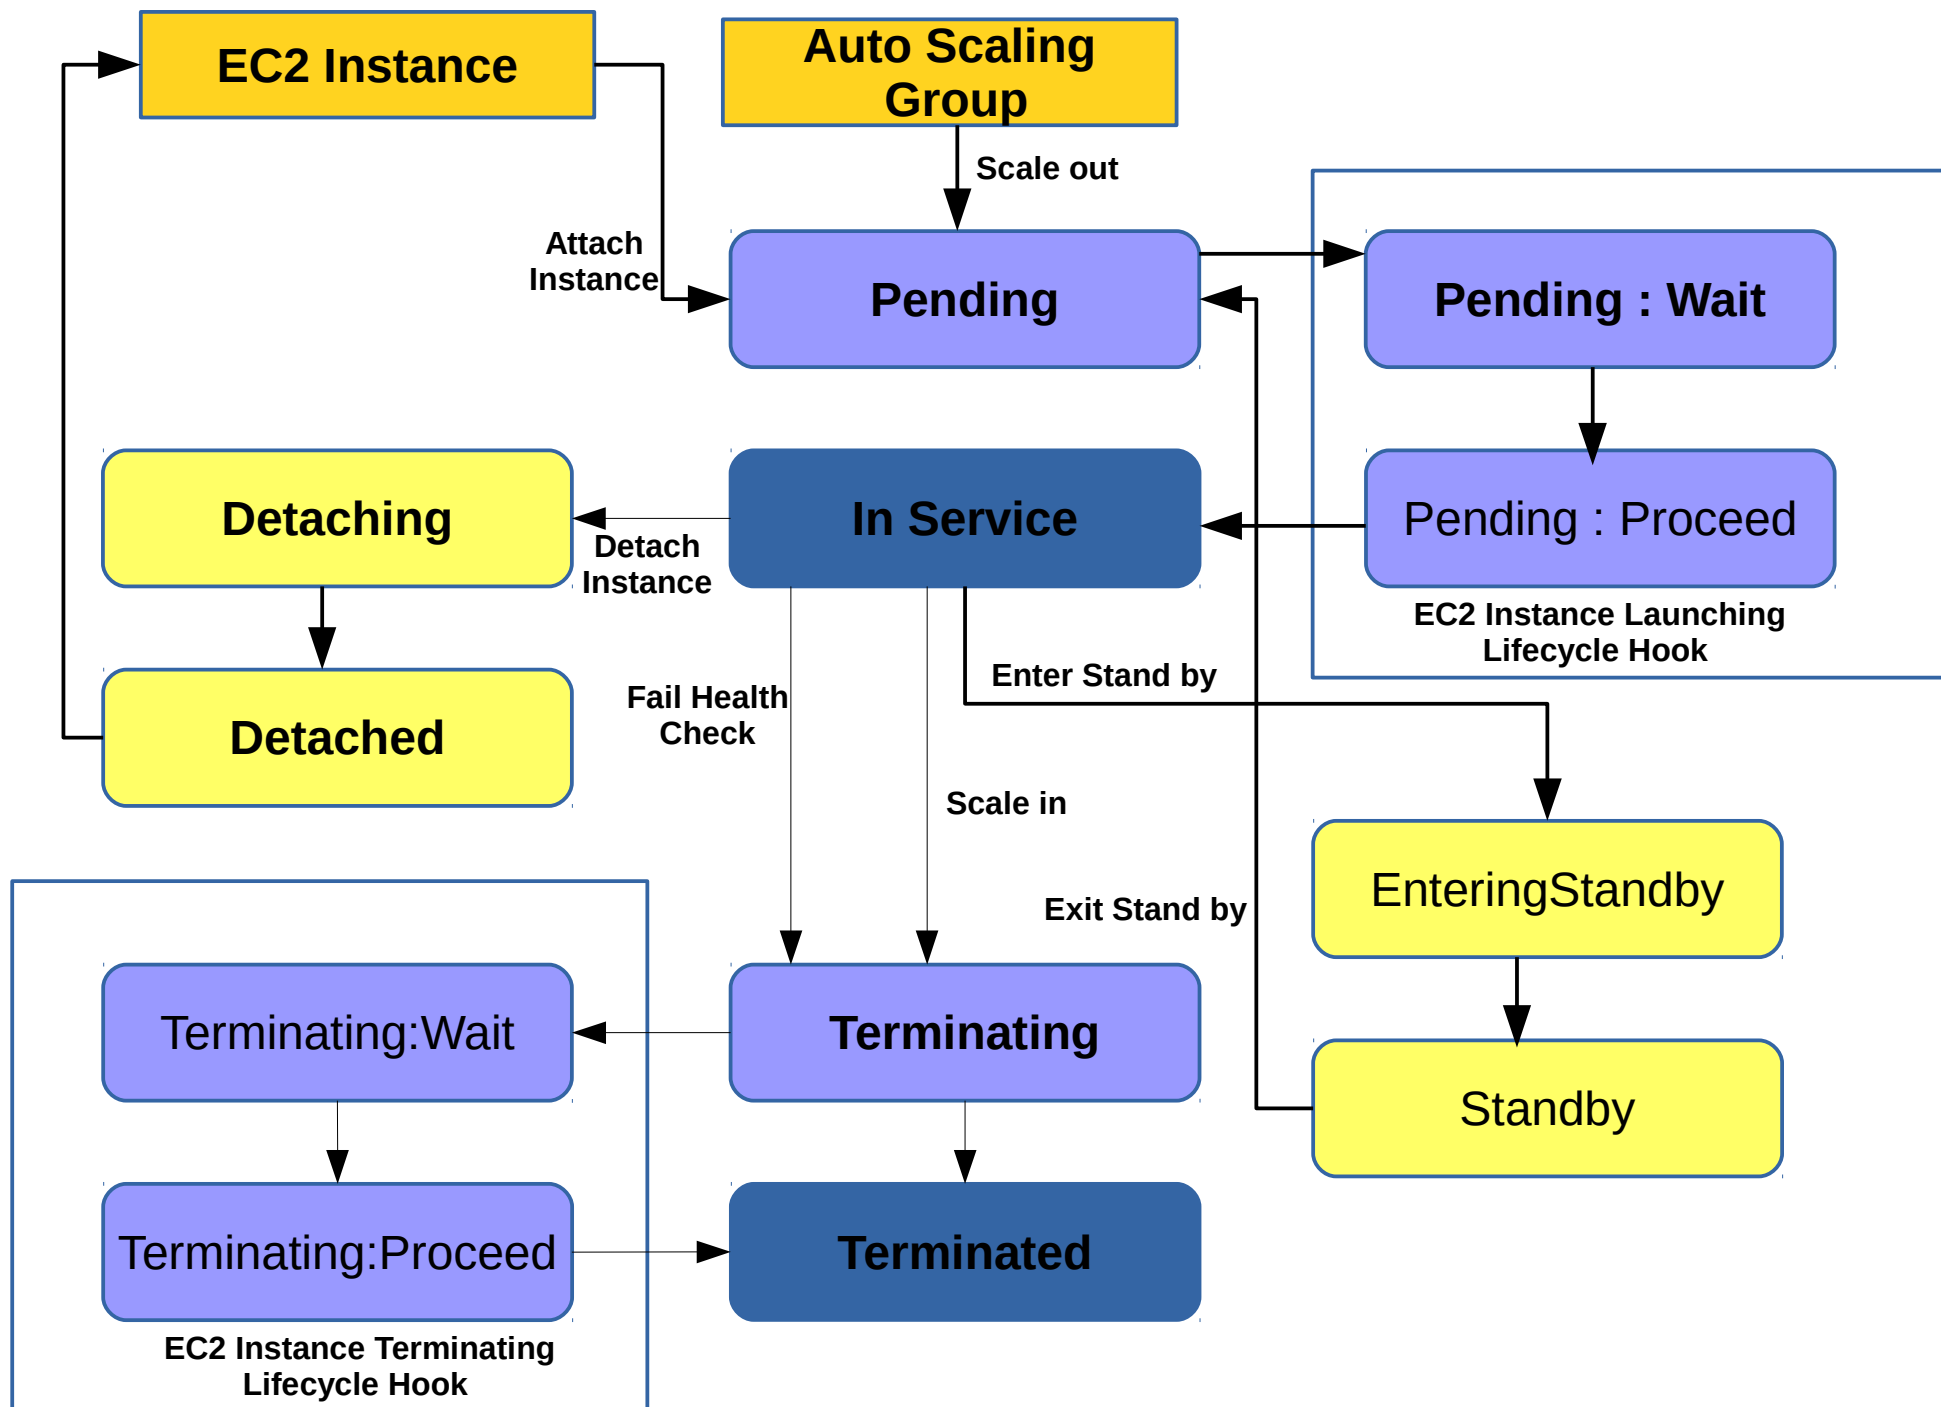 EC2 Instance
Auto Scaling
Group
Scale out
Attach
Instance
Pending
Pending : Wait
Detaching
In Service
Pending : Proceed
Detach
Instance
EC2 Instance Launching
Lifecycle Hook
Enter Stand by
Fail Health
Check
Detached
Scale in
EnteringStandby
Exit Stand by
Terminating:Wait
Terminating
Standby
Terminating:Proceed
Terminated
EC2 Instance Terminating
Lifecycle Hook